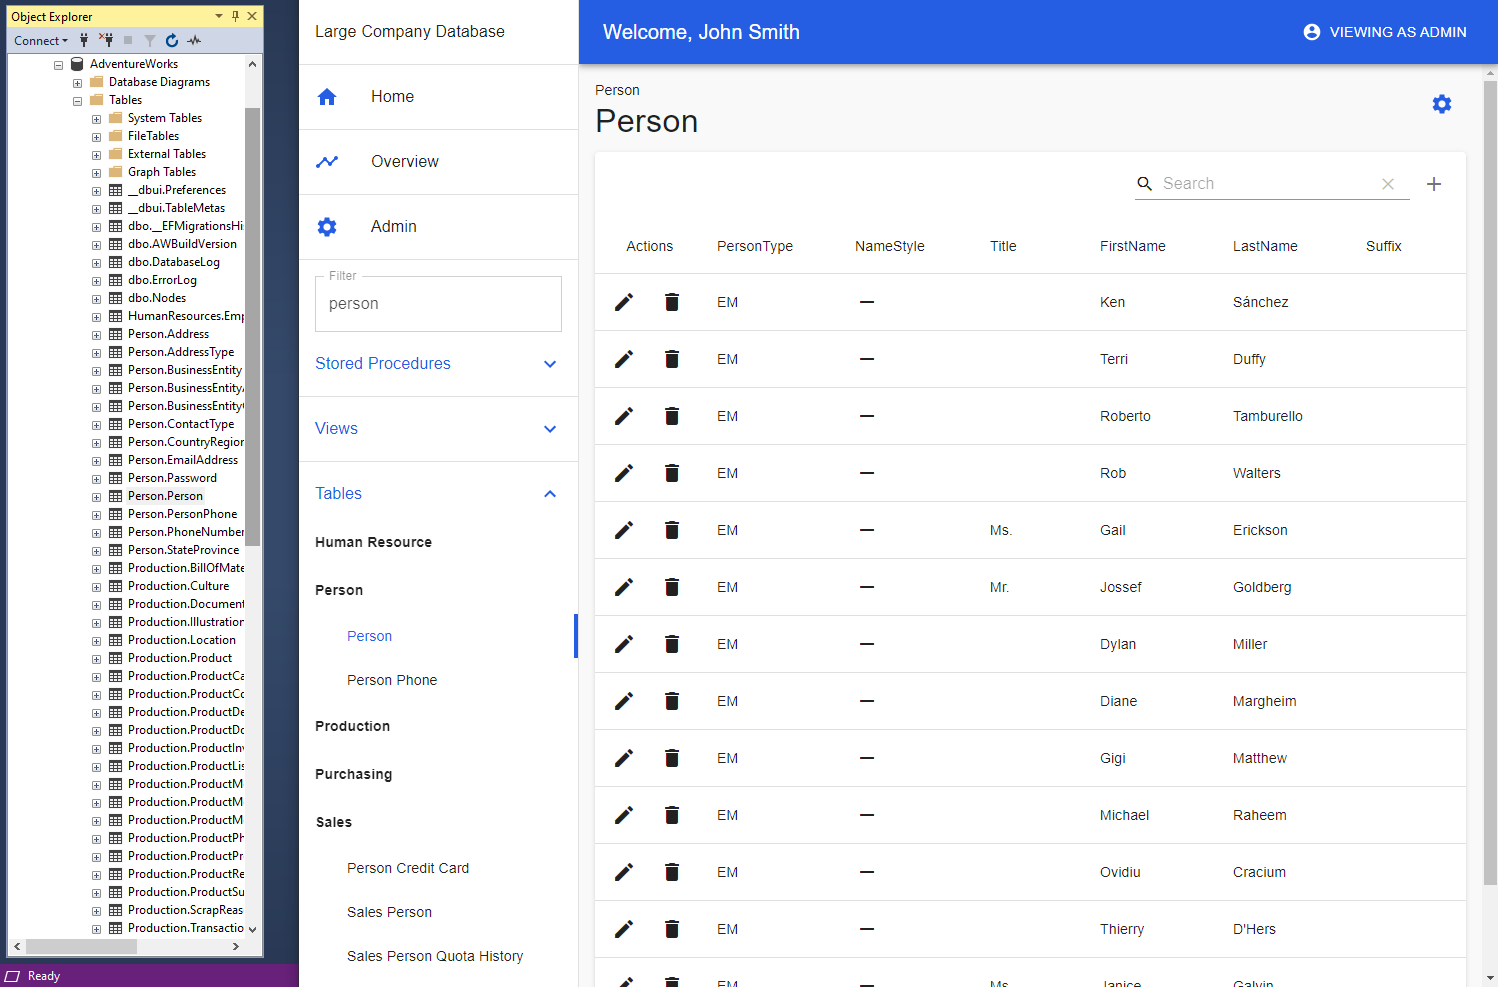 Object Explorer
Connect
AdventureWorks
Database Diagrams
Tables
System Tables
FileTables
External Tables
Graph Tables
__dbui.Preferences
__dbui.TableMetas
dbo.__EFMigrationsHi
dbo.AWBuildVersion
dbo.DatabaseLog
dbo.ErrorLog
dbo.Nodes
HumanResources.Emp
Person.Address
Person.AddressType
Person.BusinessEntity
Person.BusinessEntityA
Person.BusinessEntityC
Person.ContactType
Person.CountryRegion
Person.EmailAddress
Person.Password
Person.Person
Person.PersonPhone
Person.PhoneNumber
Person.StateProvince
Production.BillOfMate
Production.Culture
Production.Document
Production.Illustration
Production.Location
Production.Product
Production.ProductCa
Production.ProductCo
Production.ProductDe
Production.ProductDo
Production.ProductInv
Production.ProductLis
Production.ProductM
Production.ProductM
Production.ProductM
Production.ProductPh
Production.ProductPr
Production.ProductRe
Production.ProductSu
Production.ScrapReas
Production.Transactio
Ready
Large Company Database
Home
Overview
Admin
Filter
person
Stored Procedures
Views
Tables
Human Resource
Person
Person
Person Phone
Production
Purchasing
Sales
Person Credit Card
Sales Person
Sales Person Quota History
Welcome, John Smith
VIEWING AS ADMIN
Person
Person
Search
Actions PersonType NameStyle Title FirstName LastName Suffix
EM — Ken Sánchez
EM — Terri Duffy
EM — Roberto Tamburello
EM — Rob Walters
EM — Ms. Gail Erickson
EM — Mr. Jossef Goldberg
EM — Dylan Miller
EM — Diane Margheim
EM — Gigi Matthew
EM — Michael Raheem
EM — Ovidiu Cracium
EM — Thierry D'Hers
EM — Ms. Janice Galvin